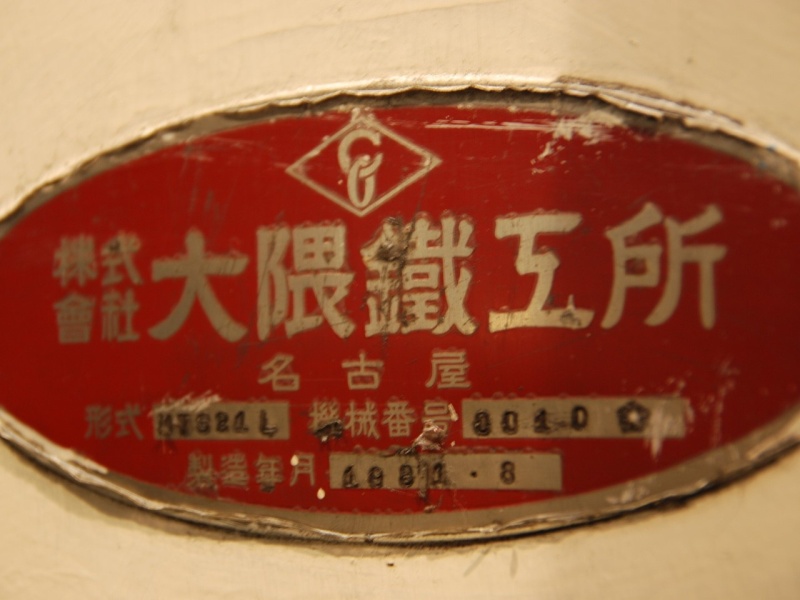 株式會社 大隈鐵工所
名古屋
形式 機械番号
製造年月